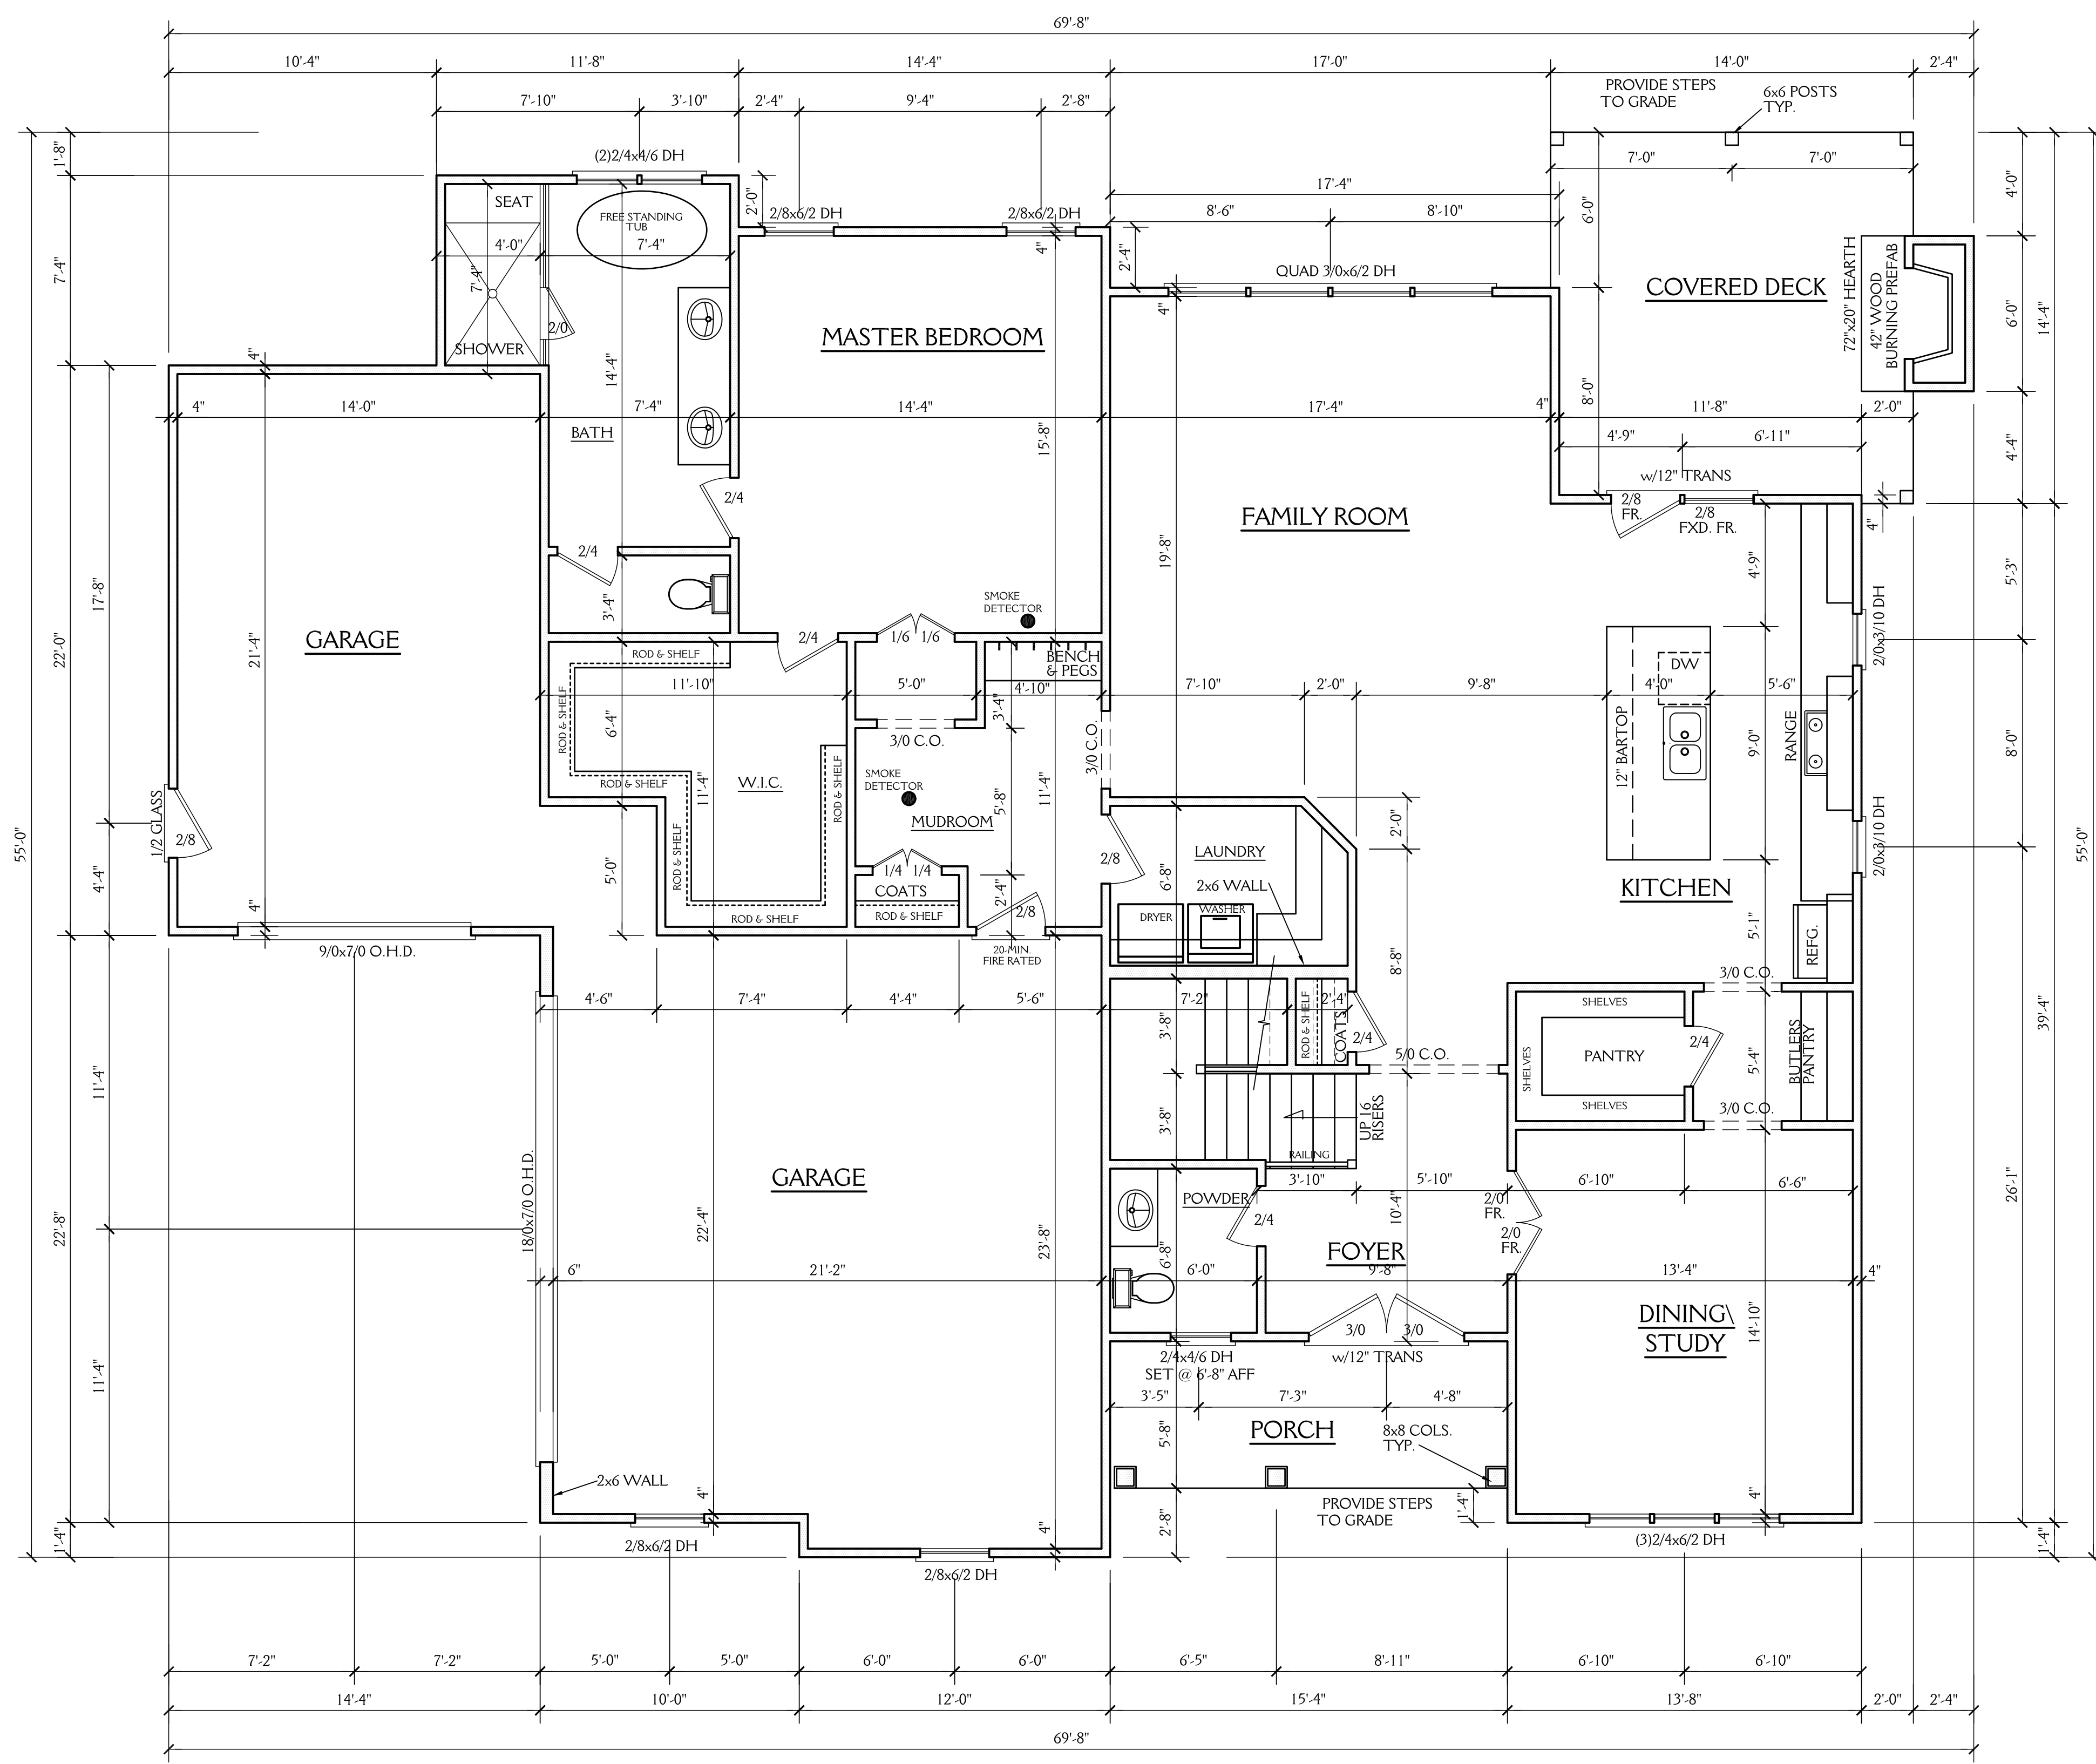 69'-8"
10'-4" 11'-8" 14'-4" 17'-0" 14'-0" 2'-4"
PROVIDE STEPS
TO GRADE
6x6 POSTS
TYP.
7'-10" 3'-10" 2'-4" 9'-4" 2'-8"
1'-8"
(2)2/4x4/6 DH
7'-0" 7'-0"
4'-0"
17'-4"
SEAT
2'-0"
2/8x6/2 DH 2/8x6/2 DH
8'-6" 8'-10"
6'-0"
FREE STANDING
TUB
4'-0" 7'-4"
4"
2'-4"
7'-4"
7'-4"
QUAD 3/0x6/2 DH
COVERED DECK
72"x20" HEARTH
42" WOOD
BURNING PREFAB
6'-0"
14'-4"
4"
2/0
SHOWER
MASTER BEDROOM
4"
14'-4"
8'-0"
4" 14'-0" 7'-4" 14'-4" 17'-4" 4" 11'-8" 2'-0"
BATH
15'-8"
4'-9" 6'-11"
4'-4"
w/12" TRANS
2/4
2/8
FR.
2/8
FXD. FR.
4"
FAMILY ROOM
2/4
19'-8"
4'-9"
5'-3"
17'-8"
3'-4"
SMOKE
DETECTOR
22'-0"
21'-4"
GARAGE
2/4
1/6 1/6
2/0x3/10 DH
ROD & SHELF
BENCH
& PEGS
DW
11'-10" 5'-0" 4'-10" 7'-10" 2'-0" 9'-8" 4'-0" 5'-6"
ROD & SHELF
6'-4"
3'-4"
3/0 C.O.
3/0 C.O.
12" BARTOP
9'-0"
RANGE
8'-0"
ROD & SHELF
W.I.C.
11'-4"
ROD & SHELF
SMOKE
DETECTOR
5'-8"
11'-4"
MUDROOM
1/2 GLASS
2/8
2'-0"
2/0x3/10 DH
55'-0"
55'-0"
4'-4"
5'-0"
ROD & SHELF
1/4 1/4
COATS
ROD & SHELF
ROD & SHELF
2'-4"
2/8
2/8
LAUNDRY
6'-8"
2x6 WALL
DRYER
WASHER
KITCHEN
4"
9/0x7/0 O.H.D.
20-MIN.
FIRE RATED
8'-8"
5'-1"
REFG.
3/0 C.O.
4'-6" 7'-4" 4'-4" 5'-6" 7'-2" 2'-4"
3'-8"
ROD & SHELF
COATS
2/4
5/0 C.O.
SHELVES
SHELVES
PANTRY
SHELVES
2/4
5'-4"
BUTLERS
PANTRY
39'-4"
11'-4"
3'-8"
UP 16
RISERS
3/0 C.O.
RAILING
18/0x7/0 O.H.D.
GARAGE
3'-10" 5'-10" 6'-10" 6'-6"
POWDER
2/4
10'-4"
2/0
FR.
2/0
FR.
26'-1"
22'-8"
22'-4"
23'-8"
6'-8"
FOYER
6" 21'-2" 6'-0" 9'-8" 13'-4" 4"
DINING\
STUDY
14'-10"
3/0 3/0
2/4x4/6 DH
SET @ 6'-8" AFF
w/12" TRANS
11'-4"
3'-5" 7'-3" 4'-8"
5'-8"
PORCH
8x8 COLS.
TYP.
2x6 WALL
4"
4"
PROVIDE STEPS
TO GRADE
1'-4"
2'-8"
4"
1'-4"
2/8x6/2 DH
2/8x6/2 DH
(3)2/4x6/2 DH
1'-4"
7'-2" 7'-2" 5'-0" 5'-0" 6'-0" 6'-0" 6'-5" 8'-11" 6'-10" 6'-10"
14'-4" 10'-0" 12'-0" 15'-4" 13'-8" 2'-0" 2'-4"
69'-8"